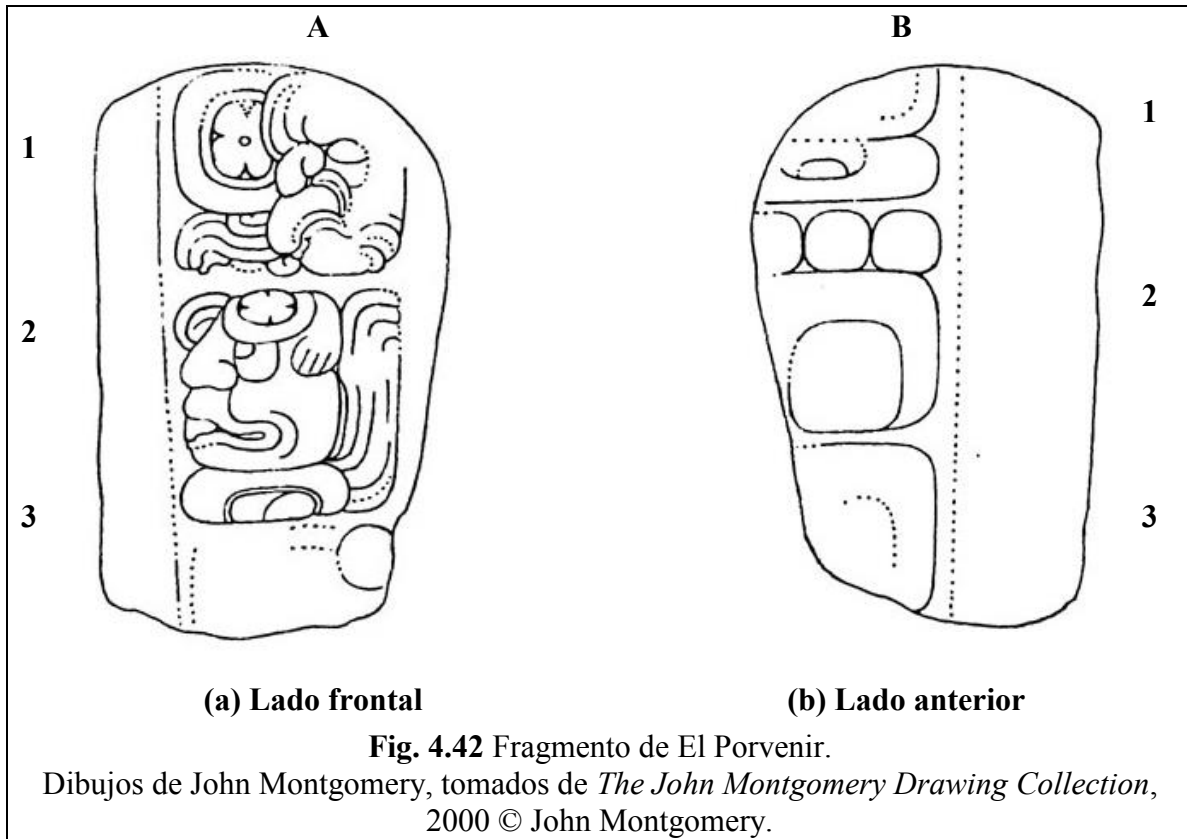 A B
1 1
2 2
3 3
(a) Lado frontal (b) Lado anterior
Fig. 4.42 Fragmento de El Porvenir.
Dibujos de John Montgomery, tomados de The John Montgomery Drawing Collection,
2000 © John Montgomery.